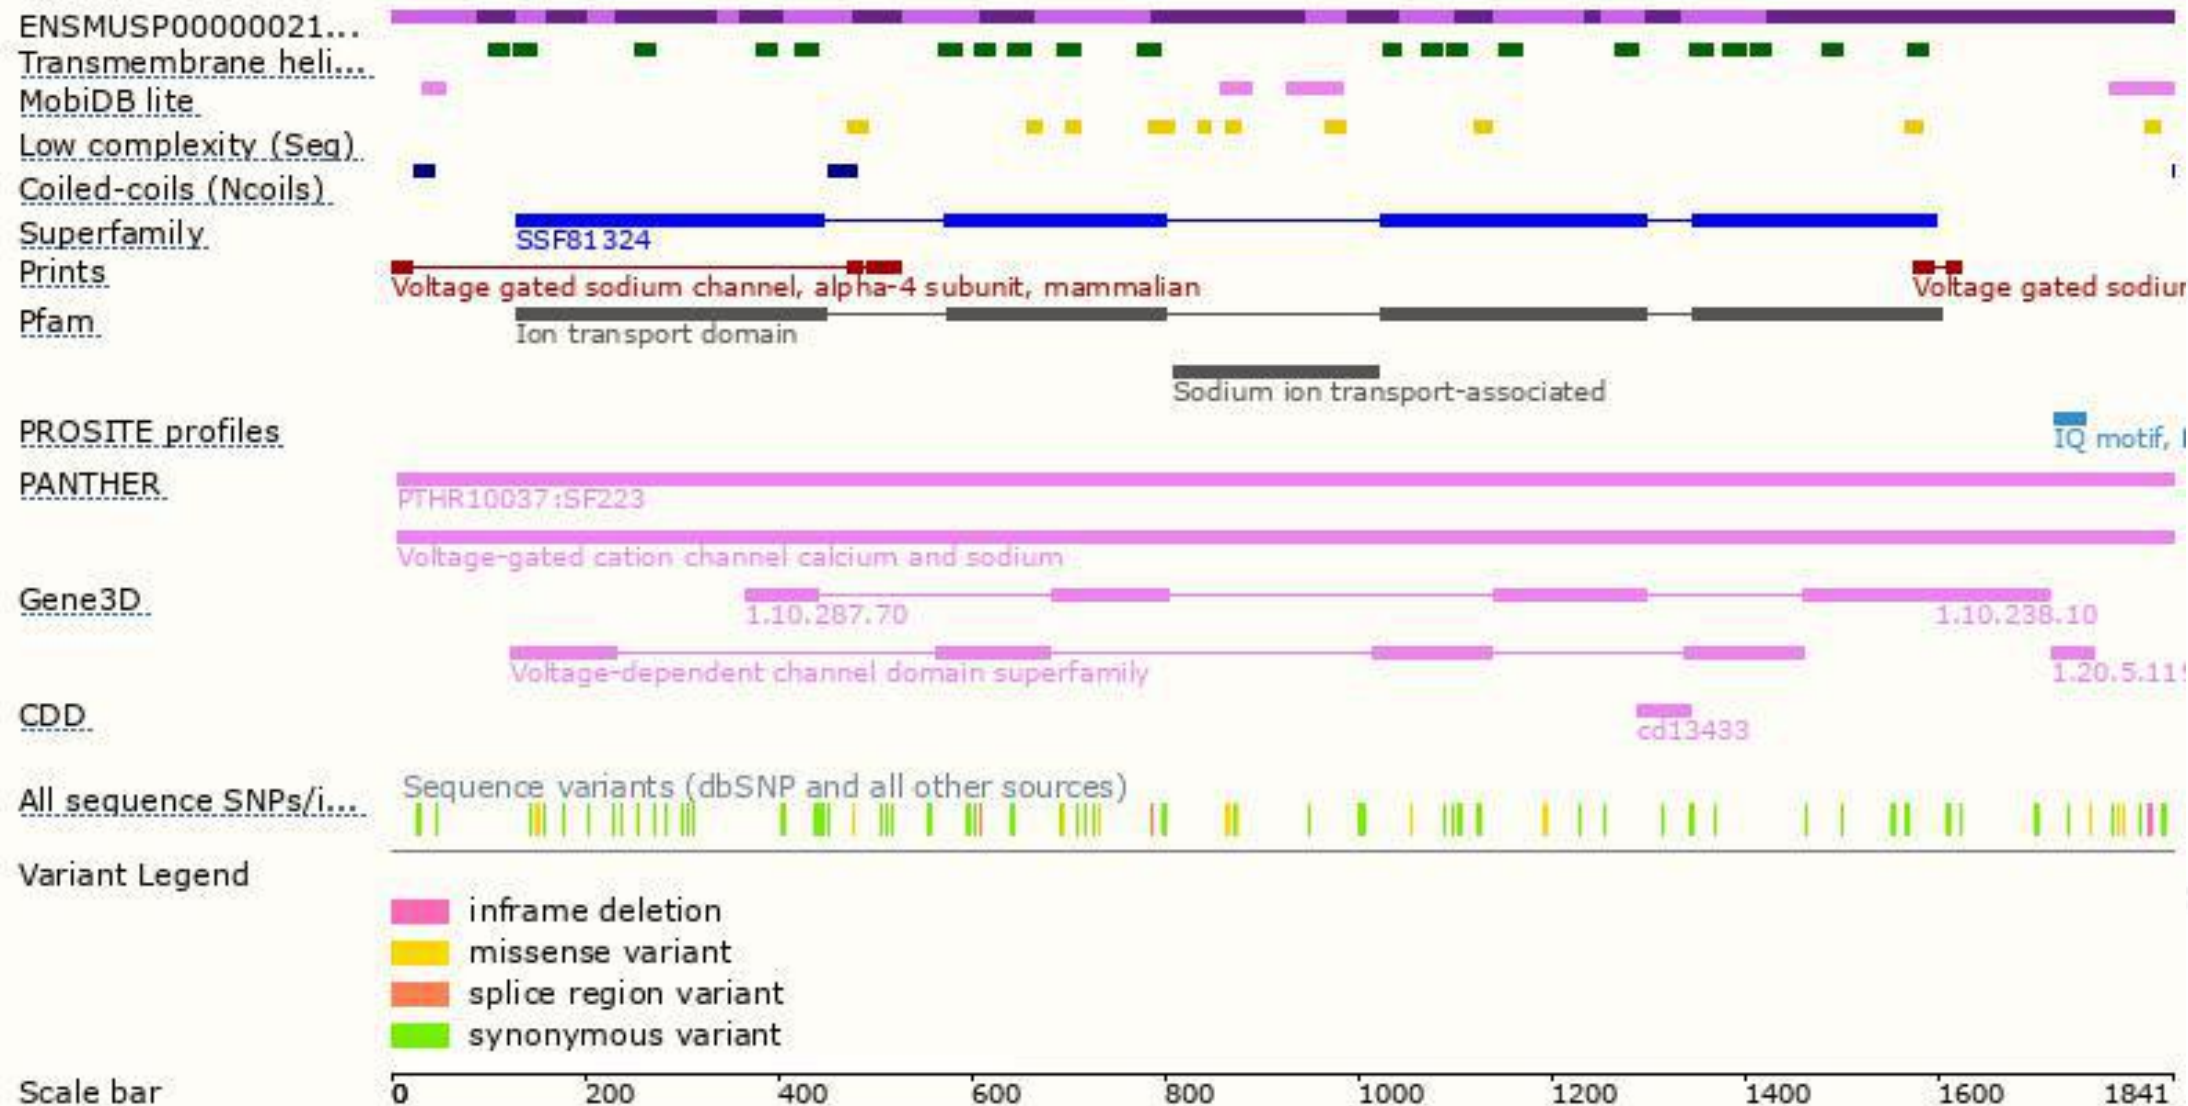 ENSMUSP00000021...
Transmembrane heli...
MobiDB lite
Low complexity (Seg)
Coiled-coils (Ncoils)
Superfamily
SSF81324
Prints
Voltage gated sodium channel, alpha-4 subunit, mammalian Voltage gated sodiur
Pfam
Ion transport domain
Sodium ion transport-associated
PROSITE profiles
IQ motif,
PANTHER
PTHR10037:SF223
Voltage-gated cation channel calcium and sodium
Gene3D
1.10.287.70 1.10.238.10
Voltage-dependent channel domain superfamily 1.20.5.119
CDD
cd13433
Sequence variants (dbSNP and all other sources)
All sequence SNPs/i...
Variant Legend
inframe deletion
missense variant
splice region variant
synonymous variant
Scale bar 0 200 400 600 800 1000 1200 1400 1600 1841